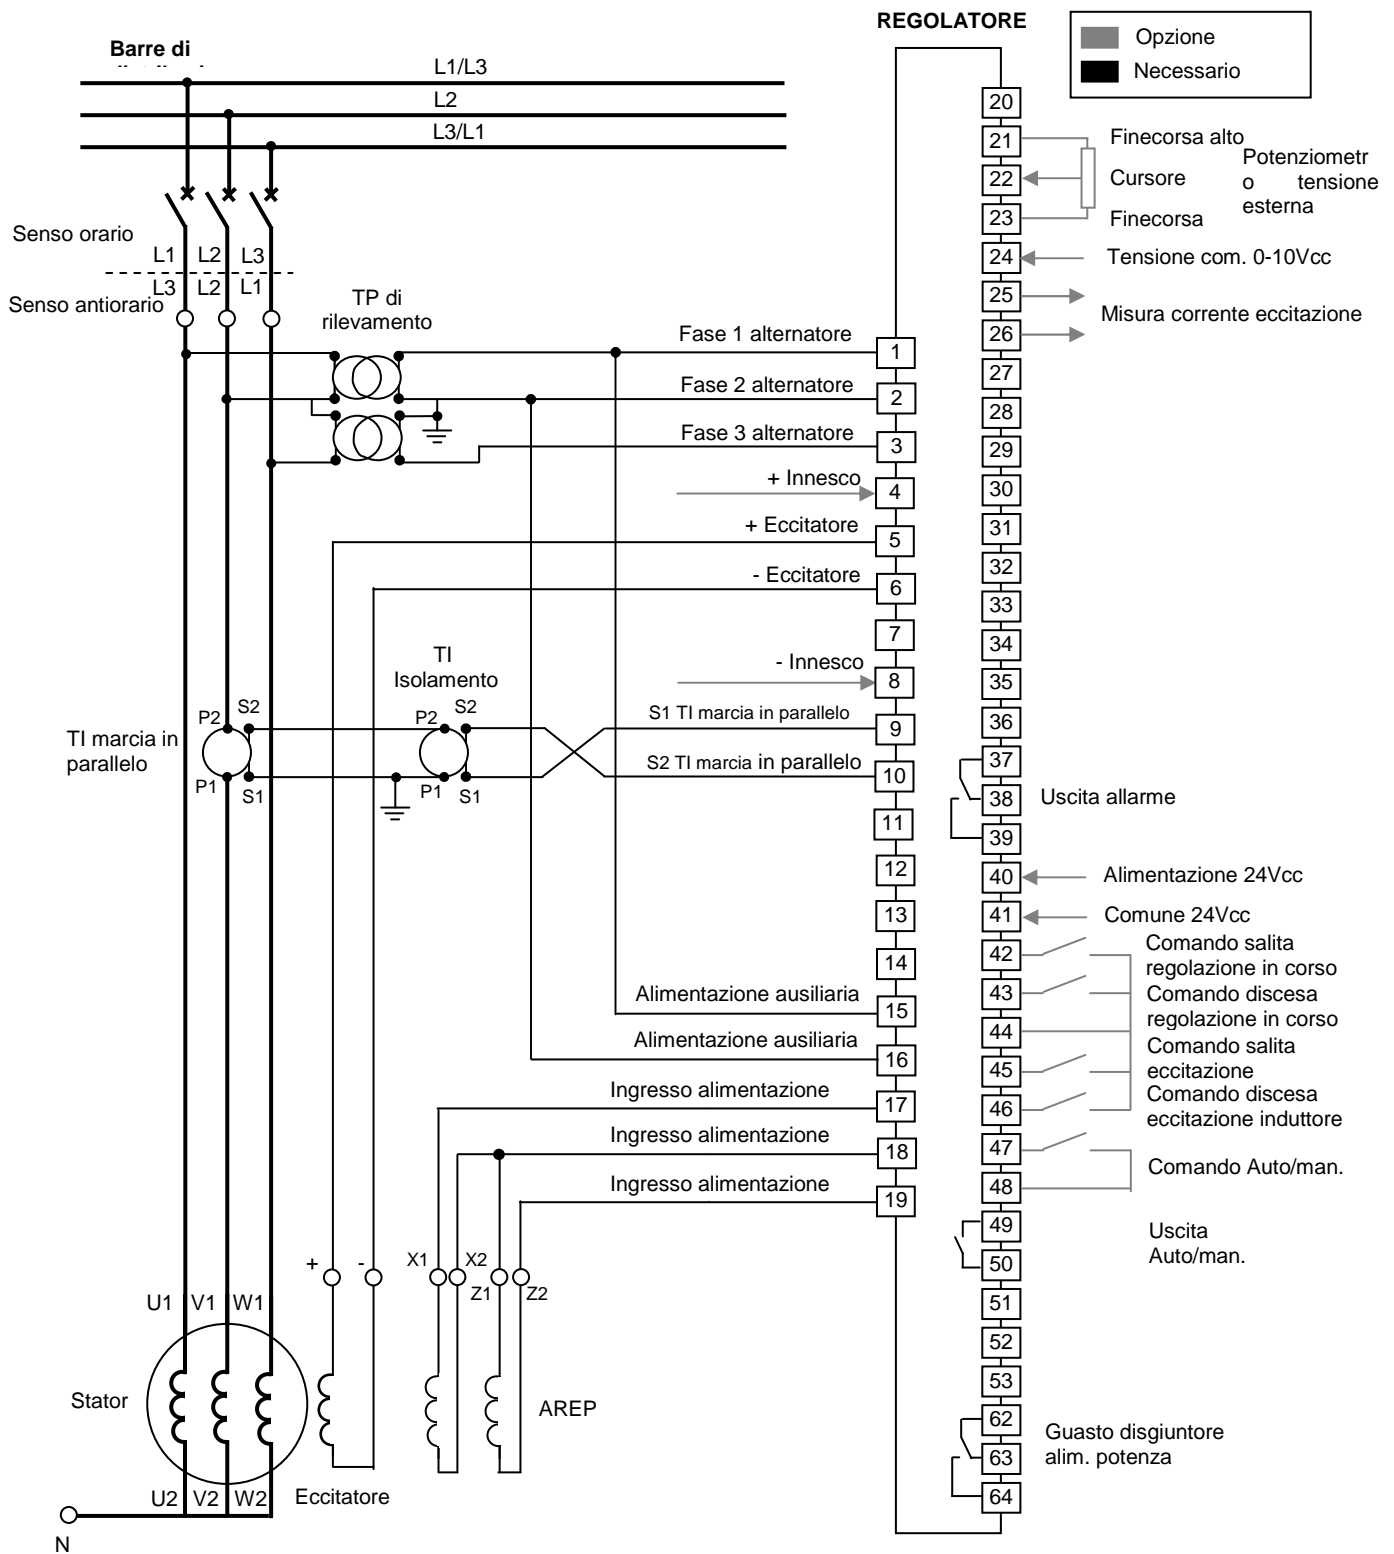 REGOLATORE
Opzione
Necessario
Barre di
L1/L3
L2
L3/L1
Senso orario
L1 L2 L3
L3 L2 L1
Senso antiorario
TP di
rilevamento
Fase 1 alternatore
Fase 2 alternatore
Fase 3 alternatore
+ Innesco
+ Eccitatore
- Eccitatore
- Innesco
TI
Isolamento
S1 TI marcia in parallelo
S2 TI marcia in parallelo
TI marcia in
parallelo
P2 S2
P1 S1
P2 S2
P1 S1
Alimentazione ausiliaria
Alimentazione ausiliaria
Ingresso alimentazione
Ingresso alimentazione
Ingresso alimentazione
+ -
X1 X2
Z1 Z2
U1 V1 W1
Stator
AREP
U2 V2 W2
Eccitatore
N
1
2
3
4
5
6
7
8
9
10
11
12
13
14
15
16
17
18
19
20
21
22
23
24
25
26
27
28
29
30
31
32
33
34
35
36
37
38
39
40
41
42
43
44
45
46
47
48
49
50
51
52
53
62
63
64
Finecorsa alto
Cursore
Finecorsa
Potenziometr
o tensione
esterna
Tensione com. 0-10Vcc
Misura corrente eccitazione
Uscita allarme
Alimentazione 24Vcc
Comune 24Vcc
Comando salita
regolazione in corso
Comando discesa
regolazione in corso
Comando salita
eccitazione
Comando discesa
eccitazione induttore
Comando Auto/man.
Uscita
Auto/man.
Guasto disgiuntore
alim. potenza